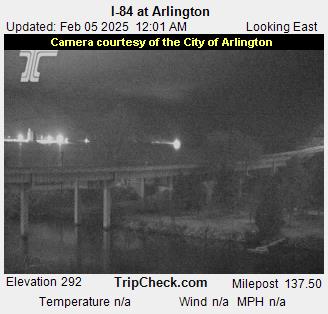 I-84 at Arlington
Updated: Feb 05 2025 12:01 AM Looking East
Camera courtesy of the City of Arlington
Elevation 292 TripCheck.com Milepost 137.50
Temperature n/a Wind n/a MPH n/a